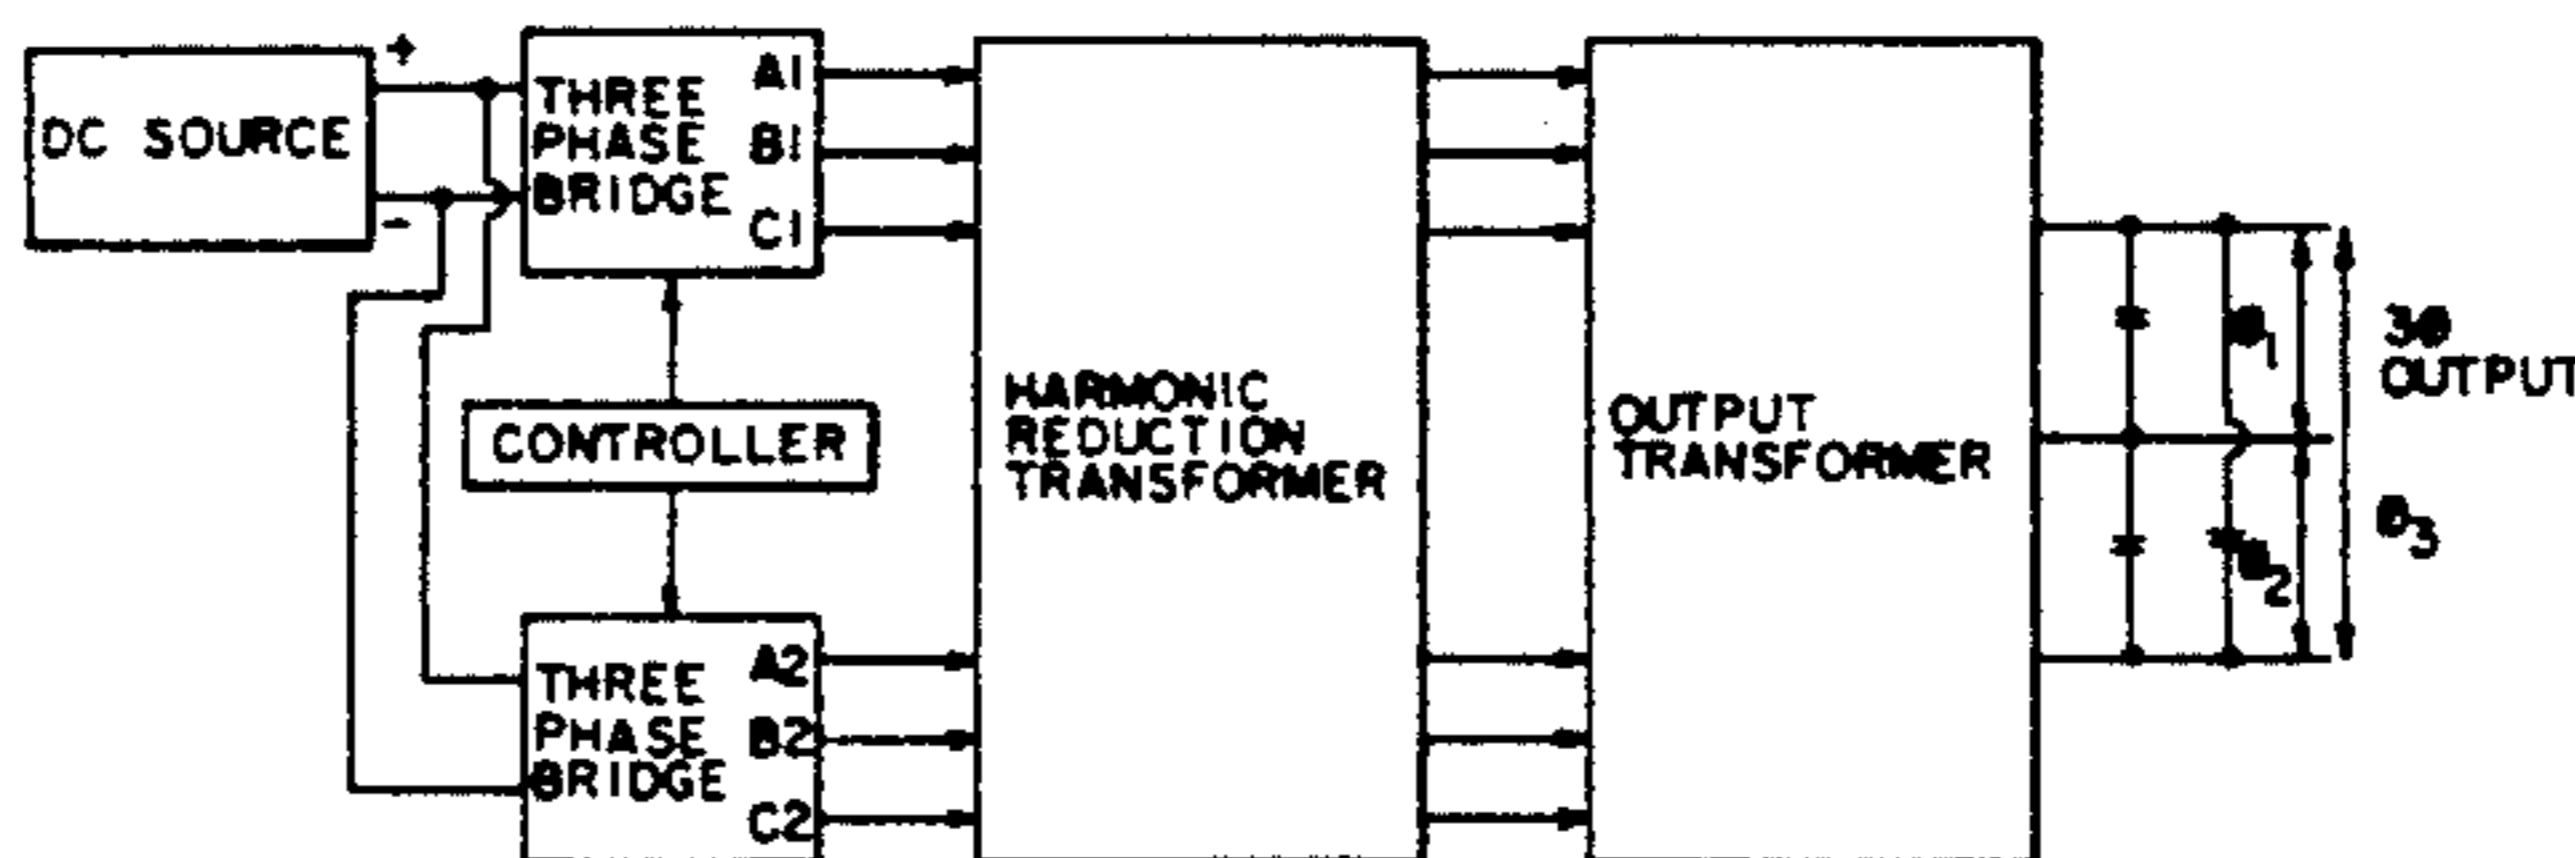 +
DC SOURCE
-
THREE
PHASE
BRIDGE
A1
B1
C1
CONTROLLER
THREE
PHASE
BRIDGE
A2
B2
C2
HARMONIC
REDUCTION
TRANSFORMER
OUTPUT
TRANSFORMER
Ø1
Ø2
3Ø
OUTPUT
Ø3